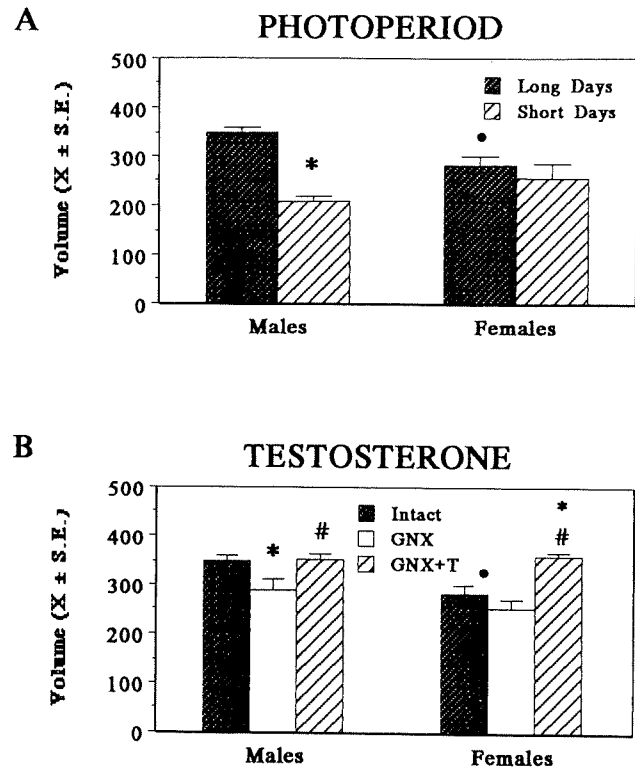 A
PHOTOPERIOD
500
400
300
200
100
0
Volume (X ± S.E.)
Long Days
Short Days
*
●
Males
Females
B
TESTOSTERONE
500
400
300
200
100
0
Volume (X ± S.E.)
Intact
GNX
GNX+T
*
#
●
*
#
Males
Females